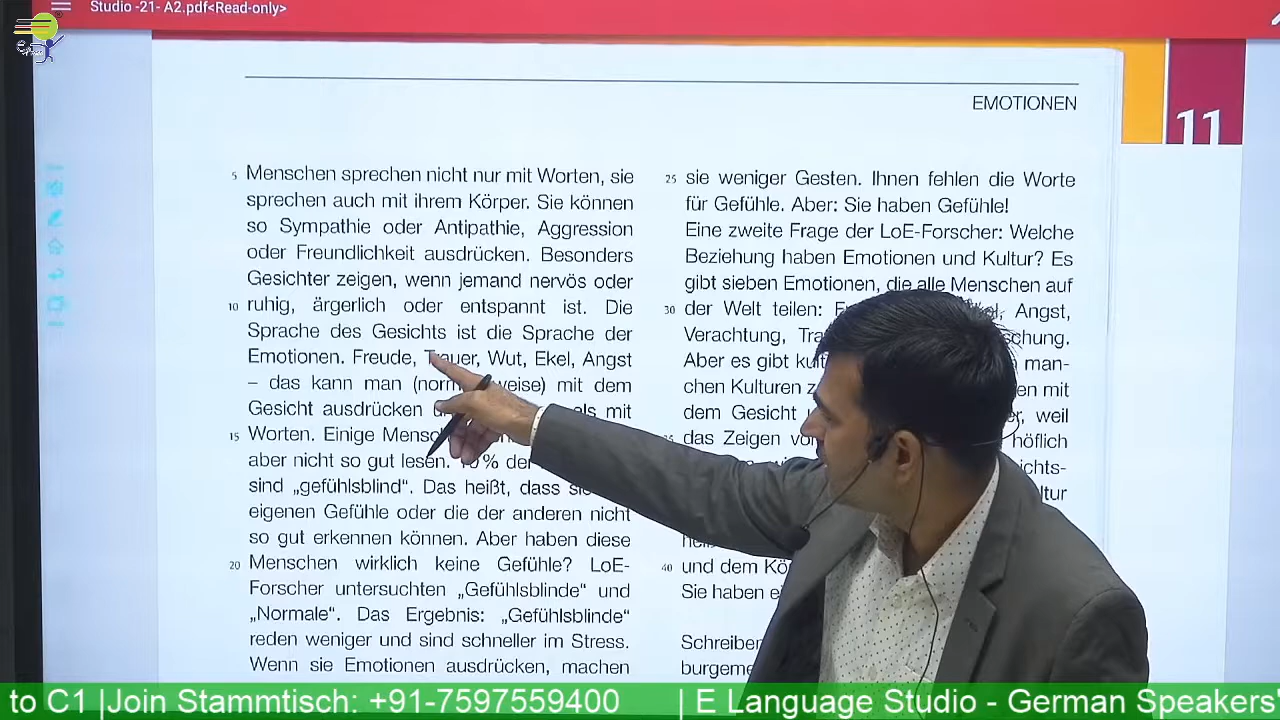 Studio -21- A2.pdf<Read-only>
EMOTIONEN
11
5 Menschen sprechen nicht nur mit Worten, sie
sprechen auch mit ihrem Körper. Sie können
so Sympathie oder Antipathie, Aggression
oder Freundlichkeit ausdrücken. Besonders
Gesichter zeigen, wenn jemand nervös oder
10 ruhig, ärgerlich oder entspannt ist. Die
Sprache des Gesichts ist die Sprache der
Emotionen. Freude, Trauer, Wut, Ekel, Angst
– das kann man mit dem
Gesicht ausdrücken als mit
15 Worten. Einige
aber nicht so gut lesen. 10 %
sind „gefühlsblind". Das heißt, dass
eigenen Gefühle oder die der anderen nicht
so gut erkennen können. Aber haben diese
20 Menschen wirklich keine Gefühle? LoE-
Forscher untersuchten „Gefühlsblinde" und
„Normale". Das Ergebnis: „Gefühlsblinde"
reden weniger und sind schneller im Stress.
Wenn sie Emotionen ausdrücken, machen
25 sie weniger Gesten. Ihnen fehlen die Worte
für Gefühle. Aber: Sie haben Gefühle!
Eine zweite Frage der LoE-Forscher: Welche
Beziehung haben Emotionen und Kultur? Es
gibt sieben Emotionen, die alle Menschen auf
30 der Welt teilen: Angst,
Verachtung,
Aber es gibt man-
chen Kulturen mit
dem Gesicht weil
das Zeigen höflich
40 und dem
Sie haben
to C1 |Join Stammtisch: +91-7597559400 | E Language Studio - German Speakers'